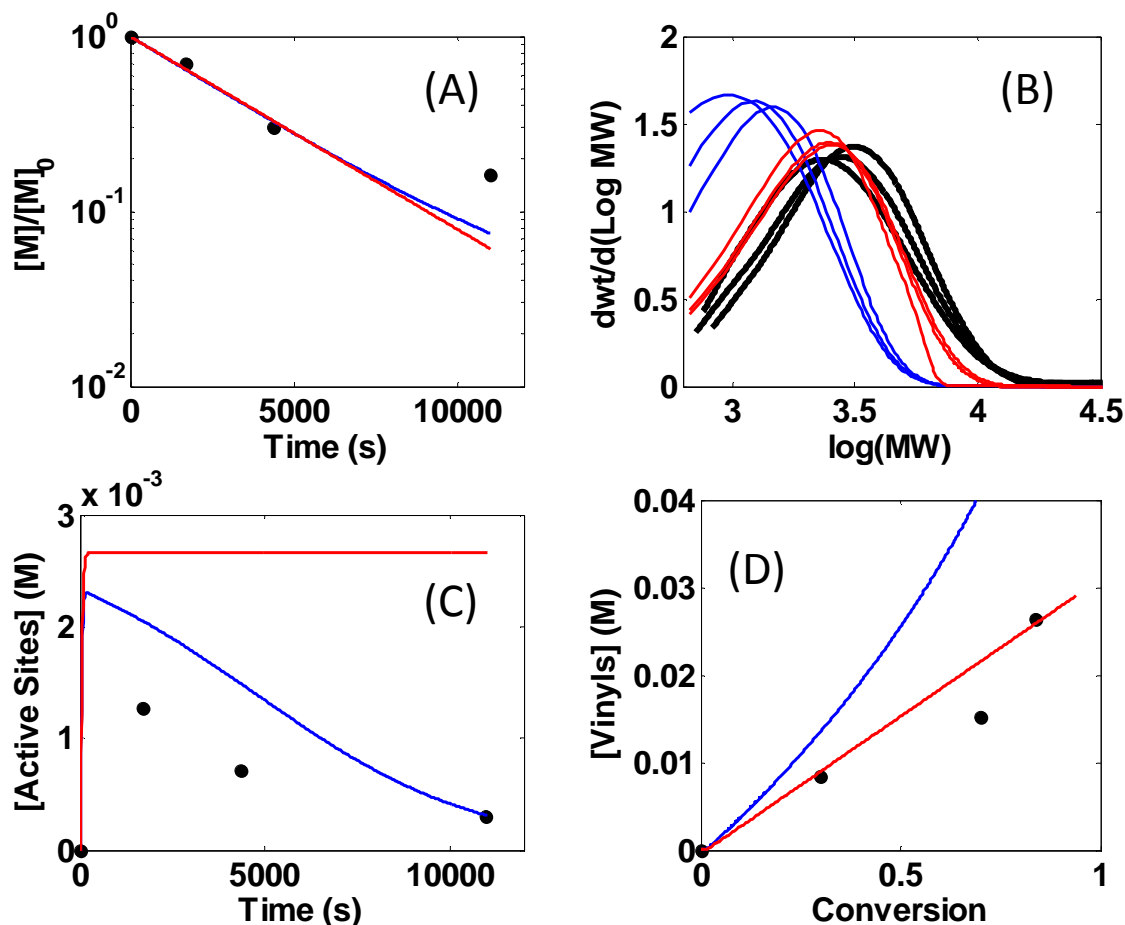 (A)
[M]/[M]0
10^0
10^-1
10^-2
0
5000
10000
Time (s)
(B)
dwt/d(Log MW)
2
1.5
1
0.5
0
3
3.5
4
4.5
log(MW)
(C)
[Active Sites] (M)
x 10^-3
3
2
1
0
0
5000
10000
Time (s)
(D)
[Vinyls] (M)
0.04
0.03
0.02
0.01
0
0
0.5
1
Conversion